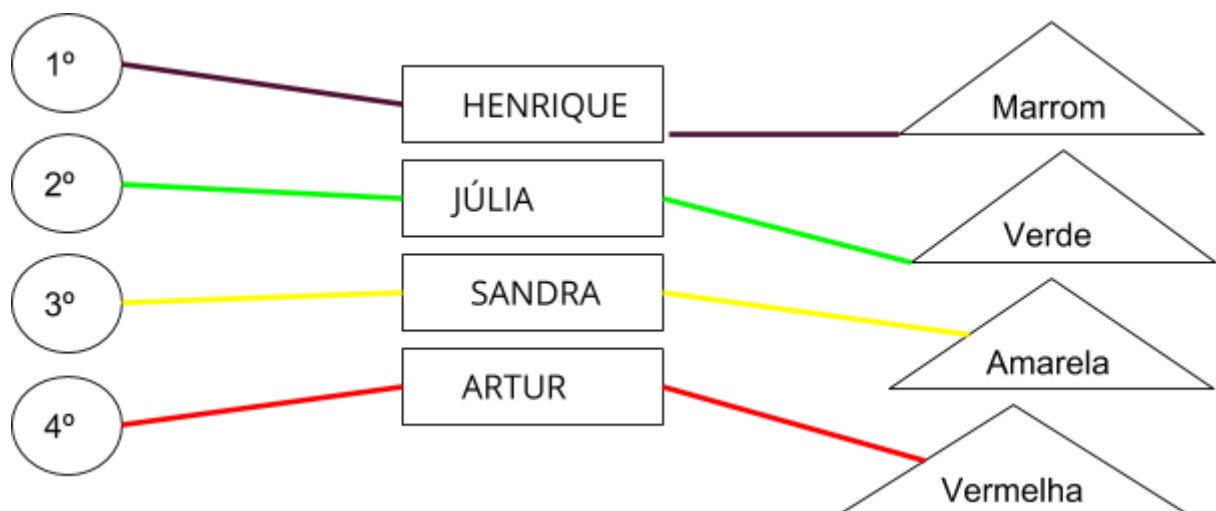 1º HENRIQUE Marrom
2º JÚLIA Verde
3º SANDRA Amarela
4º ARTUR Vermelha